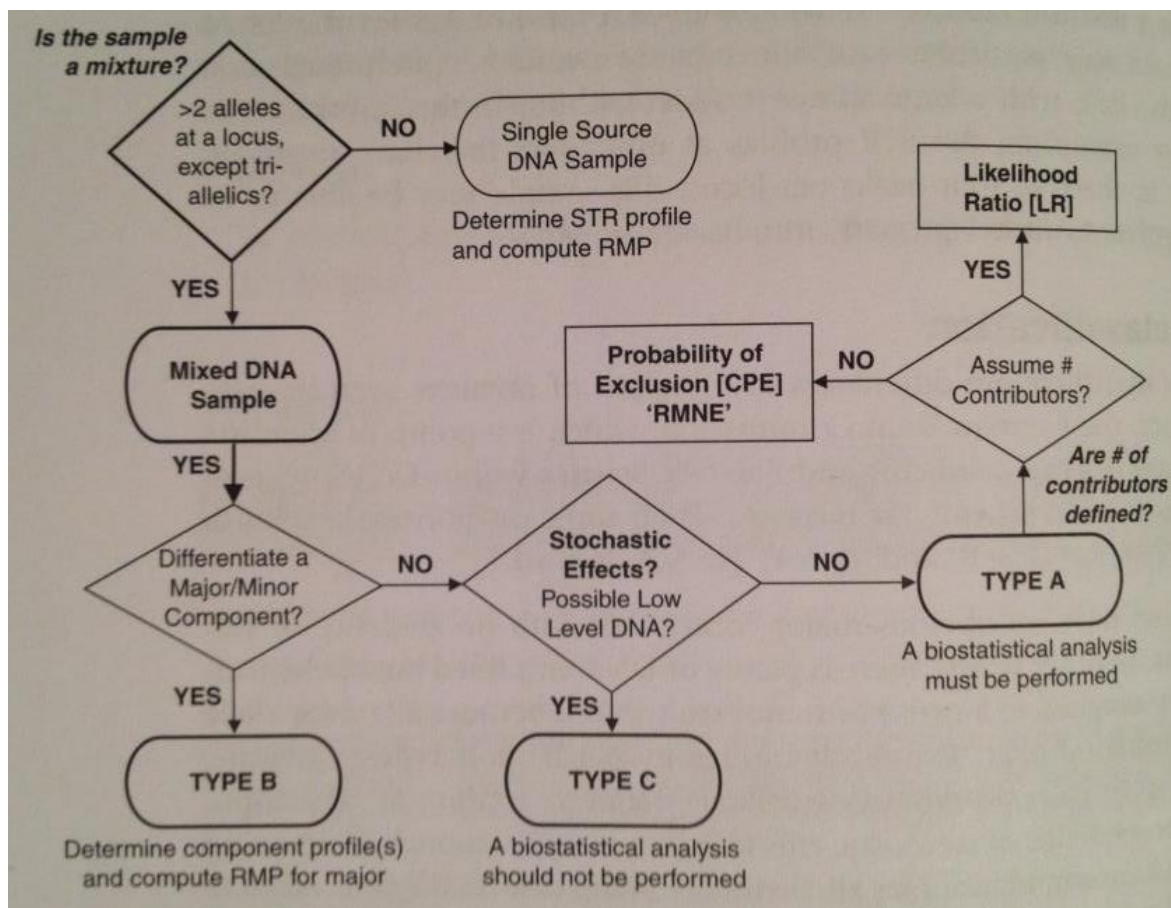 Is the sample
a mixture?
>2 alleles
at a locus,
except tri-
allelics?
NO
Single Source
DNA Sample
Determine STR profile
and compute RMP
YES
Mixed DNA
Sample
YES
Differentiate a
Major/Minor
Component?
NO
Stochastic
Effects?
Possible Low
Level DNA?
NO
TYPE A
A biostatistical analysis
must be performed
Are # of
contributors
defined?
Assume #
Contributors?
YES
Likelihood
Ratio [LR]
NO
Probability of
Exclusion [CPE]
'RMNE'
YES
TYPE B
Determine component profile(s)
and compute RMP for major
YES
TYPE C
A biostatistical analysis
should not be performed